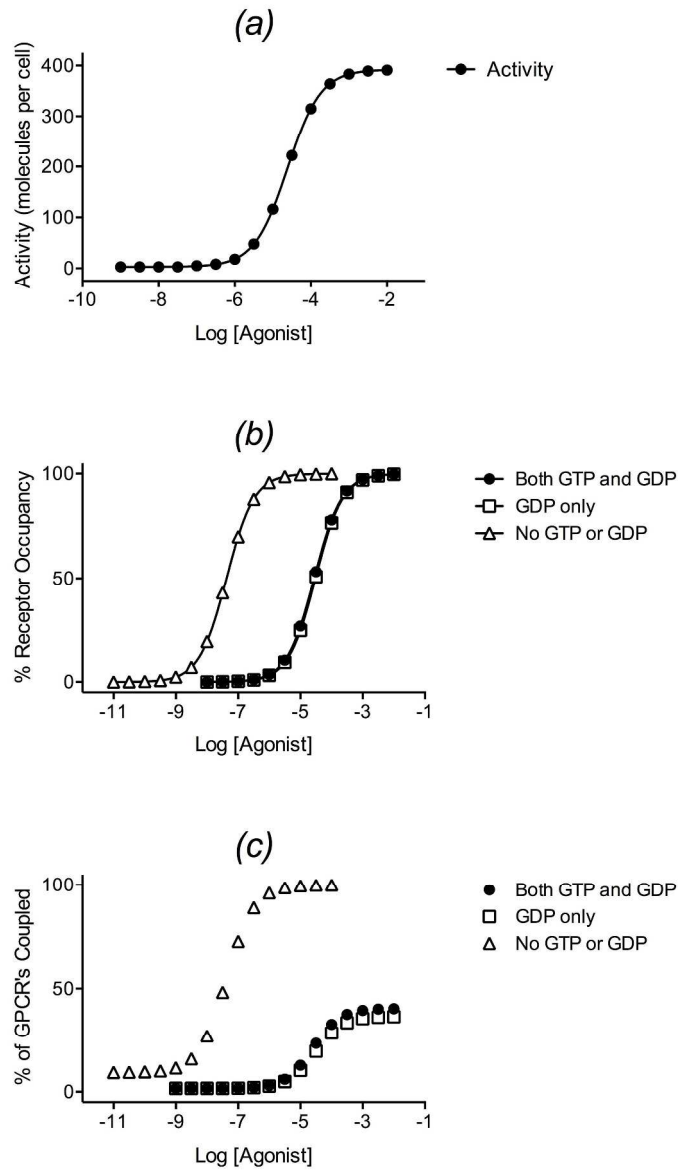 (a)
400
300
200
100
0
Activity (molecules per cell)
-10 -8 -6 -4 -2
Log [Agonist]
Activity
(b)
100
50
0
% Receptor Occupancy
-11 -9 -7 -5 -3 -1
Log [Agonist]
Both GTP and GDP
GDP only
No GTP or GDP
(c)
100
50
0
% of GPCR's Coupled
-11 -9 -7 -5 -3 -1
Log [Agonist]
Both GTP and GDP
GDP only
No GTP or GDP